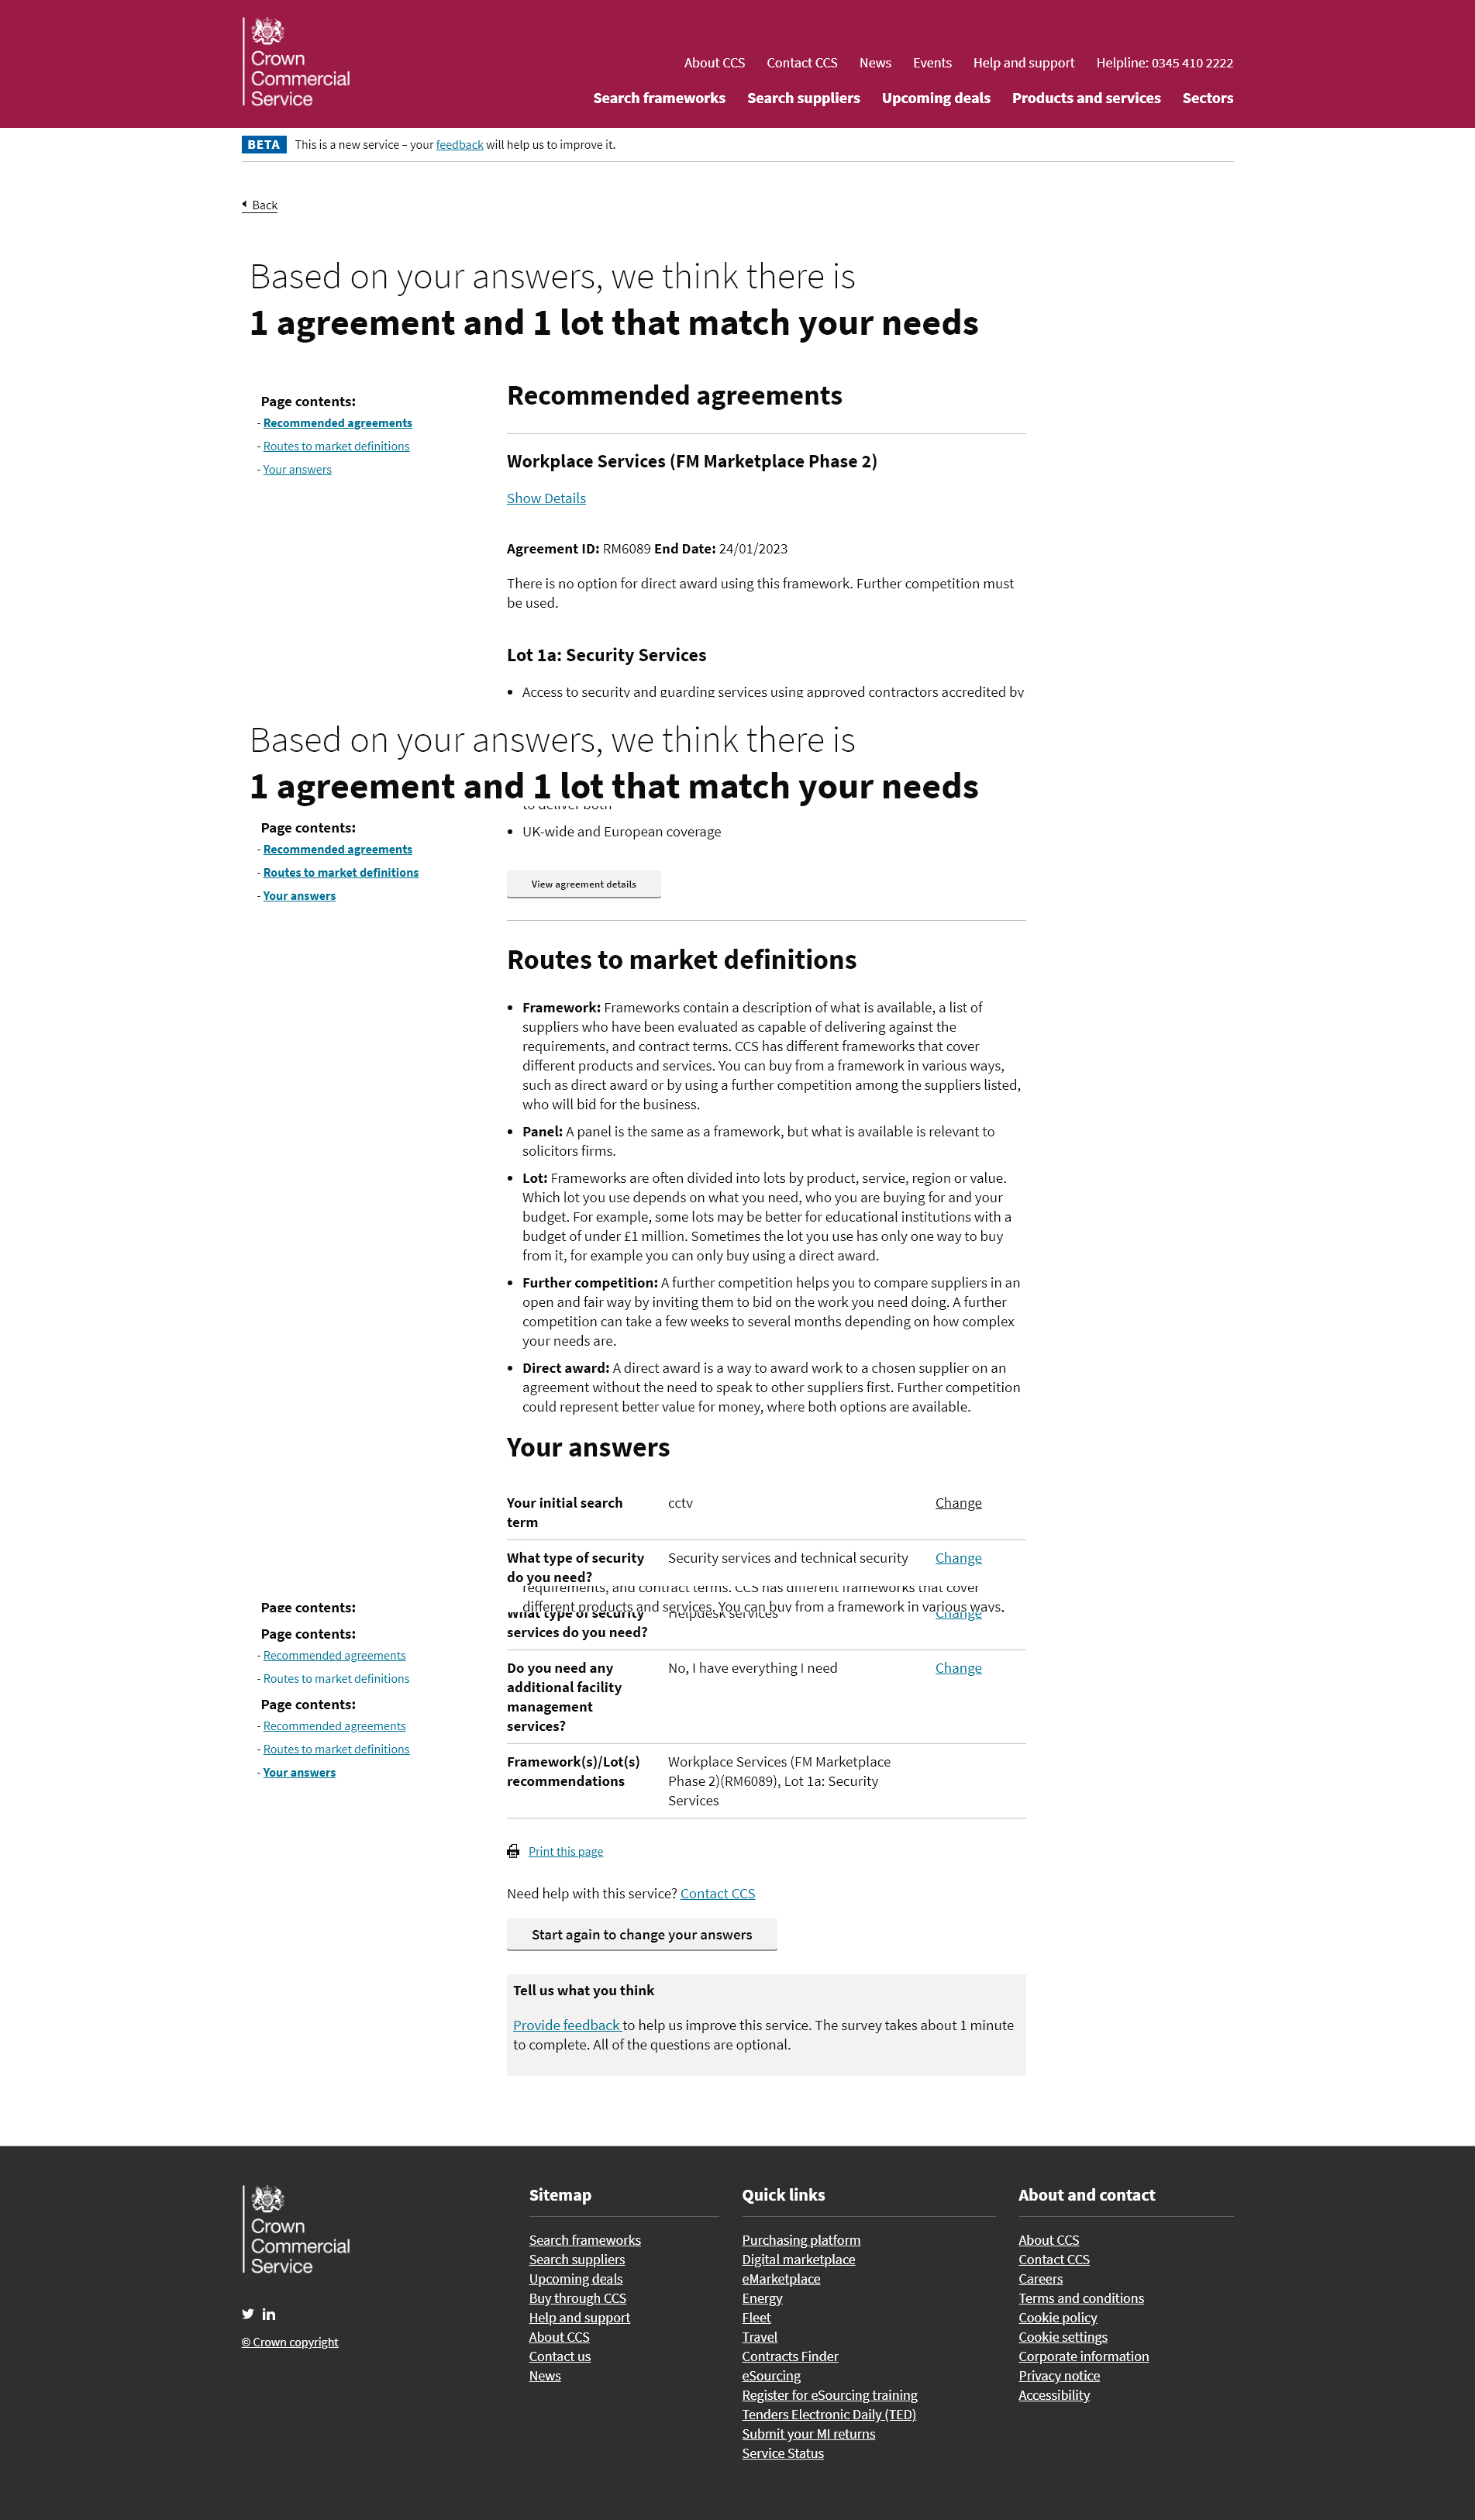 Crown
Commercial
Service
About CCS Contact CCS News Events Help and support Helpline: 0345 410 2222
Search frameworks Search suppliers Upcoming deals Products and services Sectors
BETA This is a new service – your feedback will help us to improve it.
Back
Based on your answers, we think there is
1 agreement and 1 lot that match your needs
Page contents:
- Recommended agreements
- Routes to market definitions
- Your answers
Recommended agreements
Workplace Services (FM Marketplace Phase 2)
Show Details
Agreement ID: RM6089 End Date: 24/01/2023
There is no option for direct award using this framework. Further competition must
be used.
Lot 1a: Security Services
• Access to security and guarding services using approved contractors accredited by
Based on your answers, we think there is
1 agreement and 1 lot that match your needs
to deliver both
Page contents:
- Recommended agreements
- Routes to market definitions
- Your answers
• UK-wide and European coverage
View agreement details
Routes to market definitions
• Framework: Frameworks contain a description of what is available, a list of
suppliers who have been evaluated as capable of delivering against the
requirements, and contract terms. CCS has different frameworks that cover
different products and services. You can buy from a framework in various ways,
such as direct award or by using a further competition among the suppliers listed,
who will bid for the business.
• Panel: A panel is the same as a framework, but what is available is relevant to
solicitors firms.
• Lot: Frameworks are often divided into lots by product, service, region or value.
Which lot you use depends on what you need, who you are buying for and your
budget. For example, some lots may be better for educational institutions with a
budget of under £1 million. Sometimes the lot you use has only one way to buy
from it, for example you can only buy using a direct award.
• Further competition: A further competition helps you to compare suppliers in an
open and fair way by inviting them to bid on the work you need doing. A further
competition can take a few weeks to several months depending on how complex
your needs are.
• Direct award: A direct award is a way to award work to a chosen supplier on an
agreement without the need to speak to other suppliers first. Further competition
could represent better value for money, where both options are available.
Your answers
Your initial search
term
cctv
Change
What type of security
do you need?
Security services and technical security
Change
requirements, and contract terms. CCS has different frameworks that cover
different products and services. You can buy from a framework in various ways,
What type of security
services do you need?
Helpdesk services
Change
Page contents:
Page contents:
- Recommended agreements
- Routes to market definitions
Page contents:
- Recommended agreements
- Routes to market definitions
- Your answers
Do you need any
additional facility
management
services?
No, I have everything I need
Change
Framework(s)/Lot(s)
recommendations
Workplace Services (FM Marketplace
Phase 2)(RM6089), Lot 1a: Security
Services
Print this page
Need help with this service? Contact CCS
Start again to change your answers
Tell us what you think
Provide feedback to help us improve this service. The survey takes about 1 minute
to complete. All of the questions are optional.
Crown
Commercial
Service
in
© Crown copyright
Sitemap
Search frameworks
Search suppliers
Upcoming deals
Buy through CCS
Help and support
About CCS
Contact us
News
Quick links
Purchasing platform
Digital marketplace
eMarketplace
Energy
Fleet
Travel
Contracts Finder
eSourcing
Register for eSourcing training
Tenders Electronic Daily (TED)
Submit your MI returns
Service Status
About and contact
About CCS
Contact CCS
Careers
Terms and conditions
Cookie policy
Cookie settings
Corporate information
Privacy notice
Accessibility